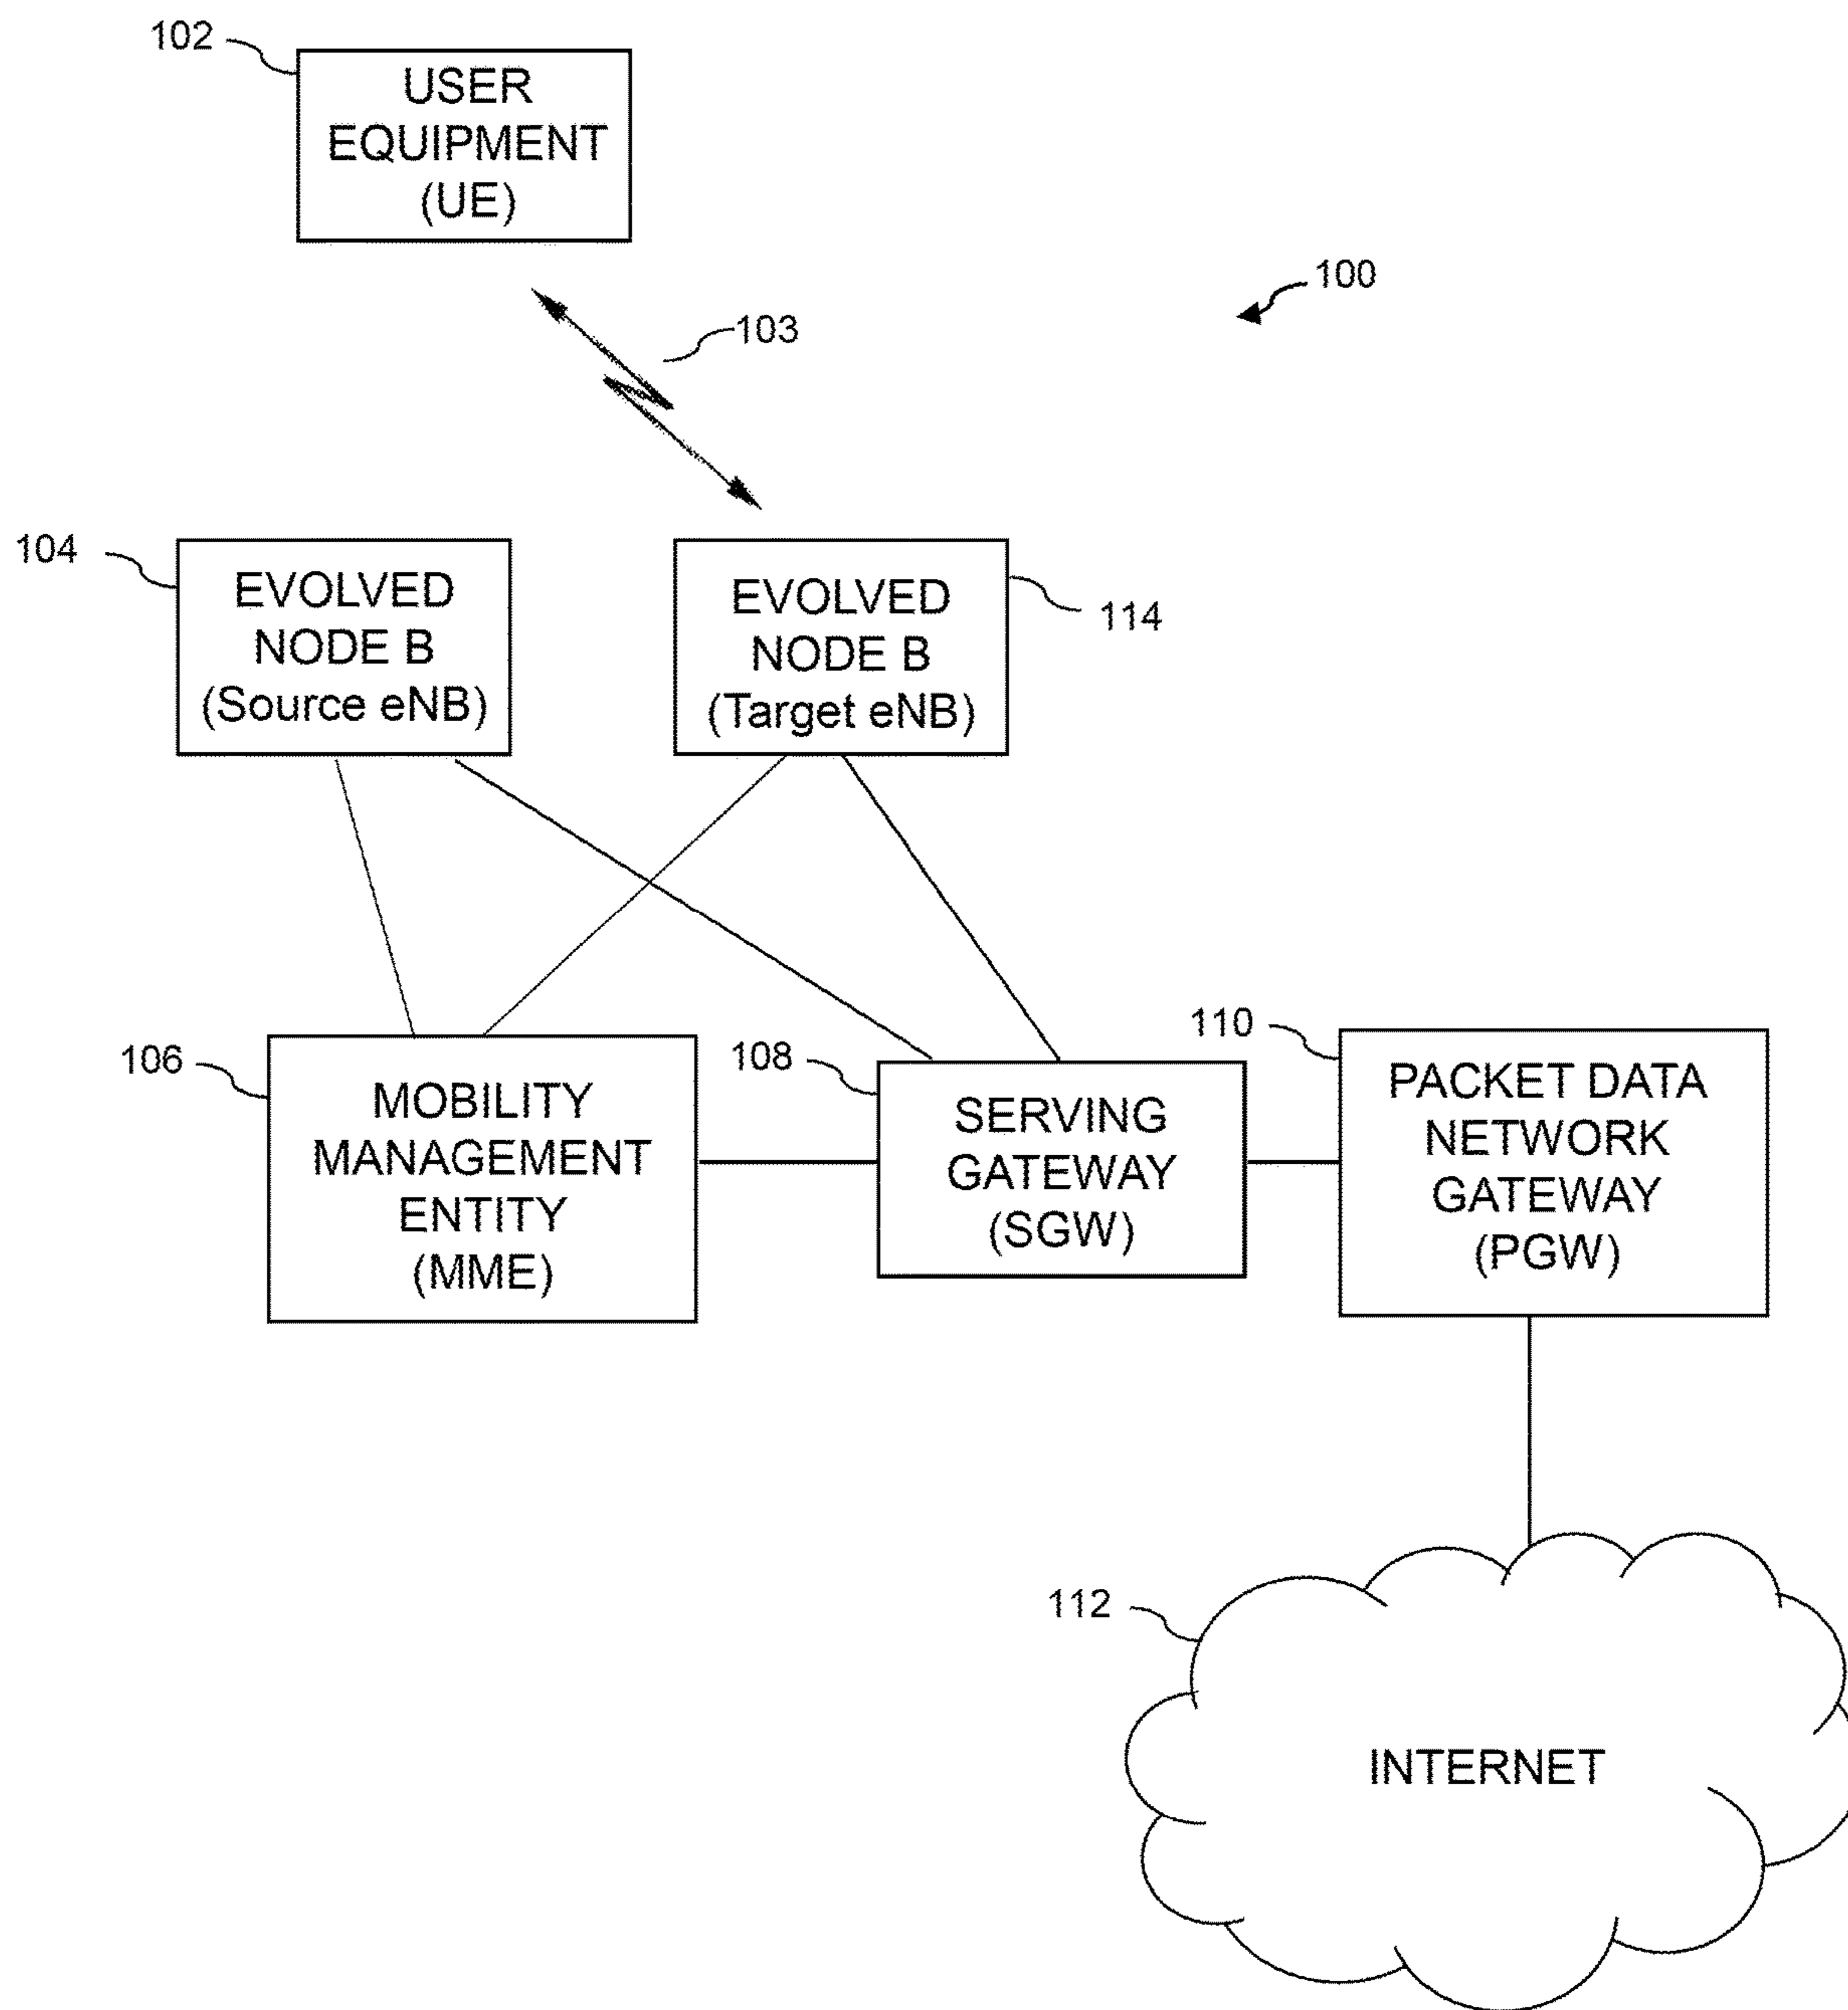 102
USER
EQUIPMENT
(UE)
100
103
104
EVOLVED
NODE B
(Source eNB)
EVOLVED
NODE B
(Target eNB)
114
106
MOBILITY
MANAGEMENT
ENTITY
(MME)
108
SERVING
GATEWAY
(SGW)
110
PACKET DATA
NETWORK
GATEWAY
(PGW)
112
INTERNET